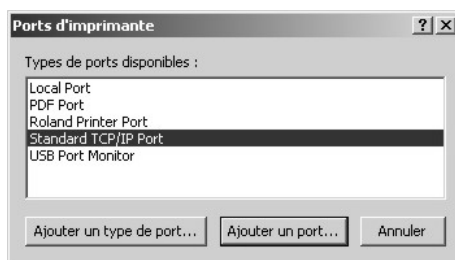 Ports d'imprimante
Types de ports disponibles :
Local Port
PDF Port
Roland Printer Port
Standard TCP/IP Port
USB Port Monitor
Ajouter un type de port... Ajouter un port... Annuler